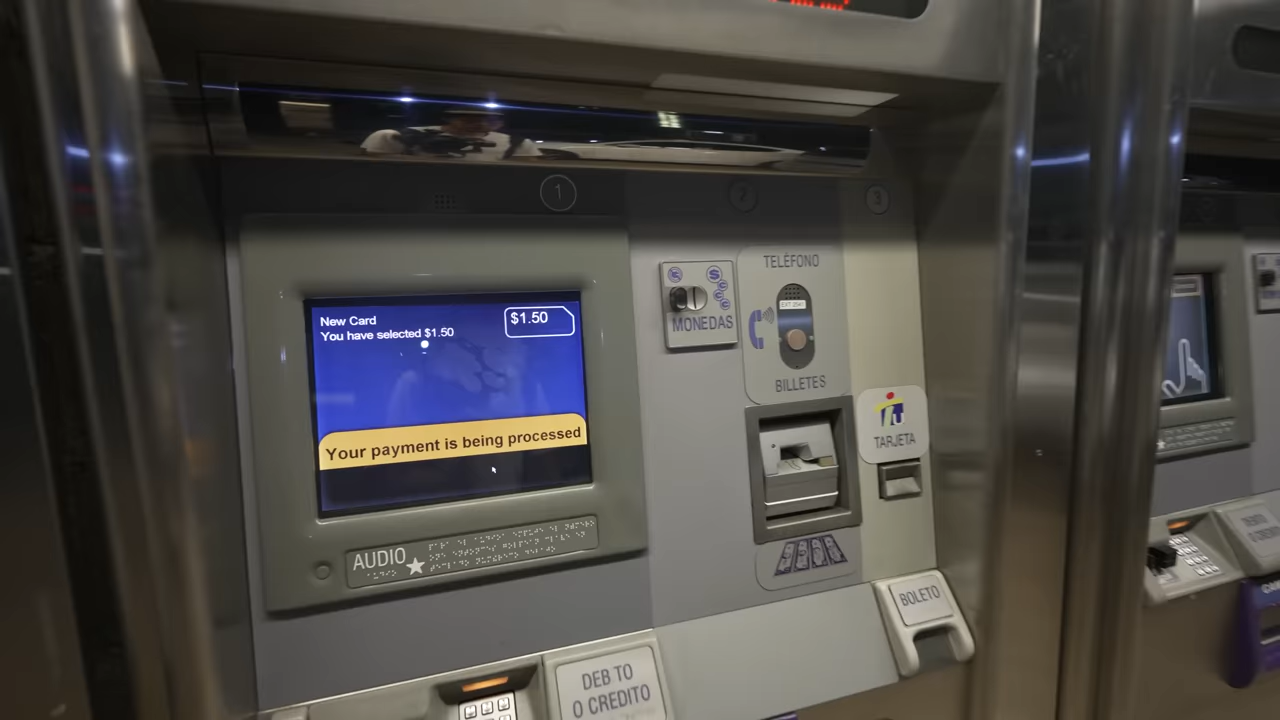 1
2
3
New Card
You have selected $1.50
$1.50
Your payment is being processed
AUDIO
MONEDAS
TELÉFONO
BILLETES
TARJETA
BOLETO
DEB TO
O CREDITO